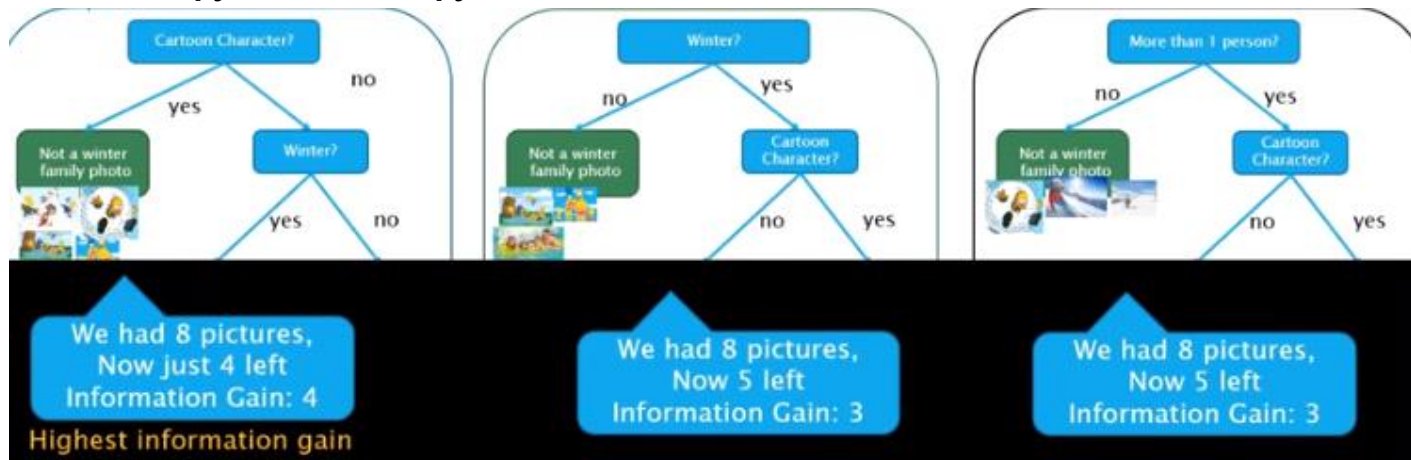 Cartoon Character?
yes
no
Not a winter
family photo
Winter?
yes
no
We had 8 pictures,
Now just 4 left
Information Gain: 4
Highest information gain
Winter?
no
yes
Not a winter
family photo
Cartoon
Character?
no
yes
We had 8 pictures,
Now 5 left
Information Gain: 3
More than 1 person?
no
yes
Not a winter
family photo
Cartoon
Character?
no
yes
We had 8 pictures,
Now 5 left
Information Gain: 3